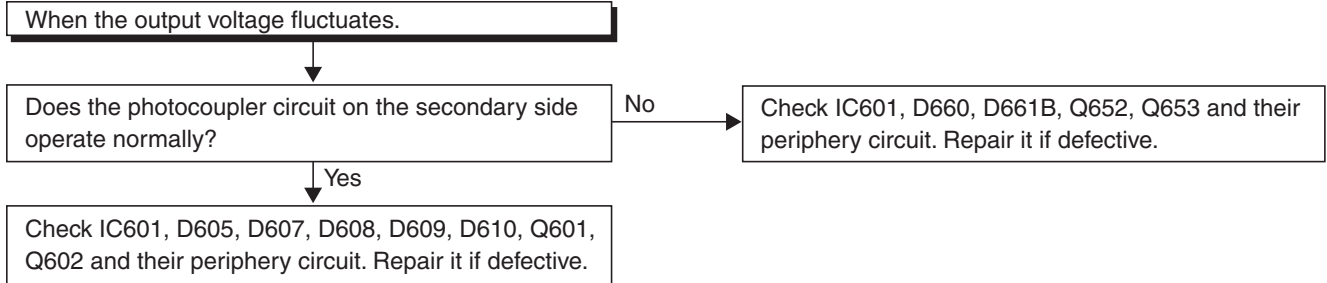 When the output voltage fluctuates.
Does the photocoupler circuit on the secondary side
operate normally?
No
Check IC601, D660, D661B, Q652, Q653 and their
periphery circuit. Repair it if defective.
Yes
Check IC601, D605, D607, D608, D609, D610, Q601,
Q602 and their periphery circuit. Repair it if defective.